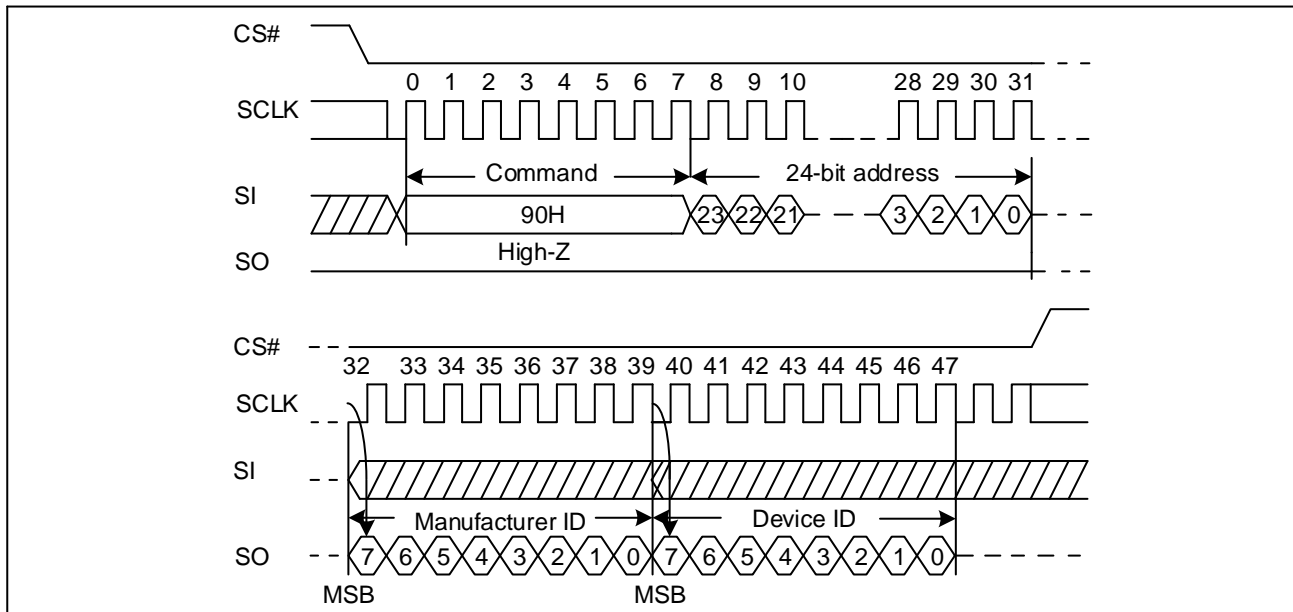 CS#
0 1 2 3 4 5 6 7 8 9 10 28 29 30 31
SCLK
Command 24-bit address
SI
90H 23 22 21 3 2 1 0
High-Z
SO
CS#
32 33 34 35 36 37 38 39 40 41 42 43 44 45 46 47
SCLK
SI
Manufacturer ID Device ID
SO 7 6 5 4 3 2 1 0 7 6 5 4 3 2 1 0
MSB MSB